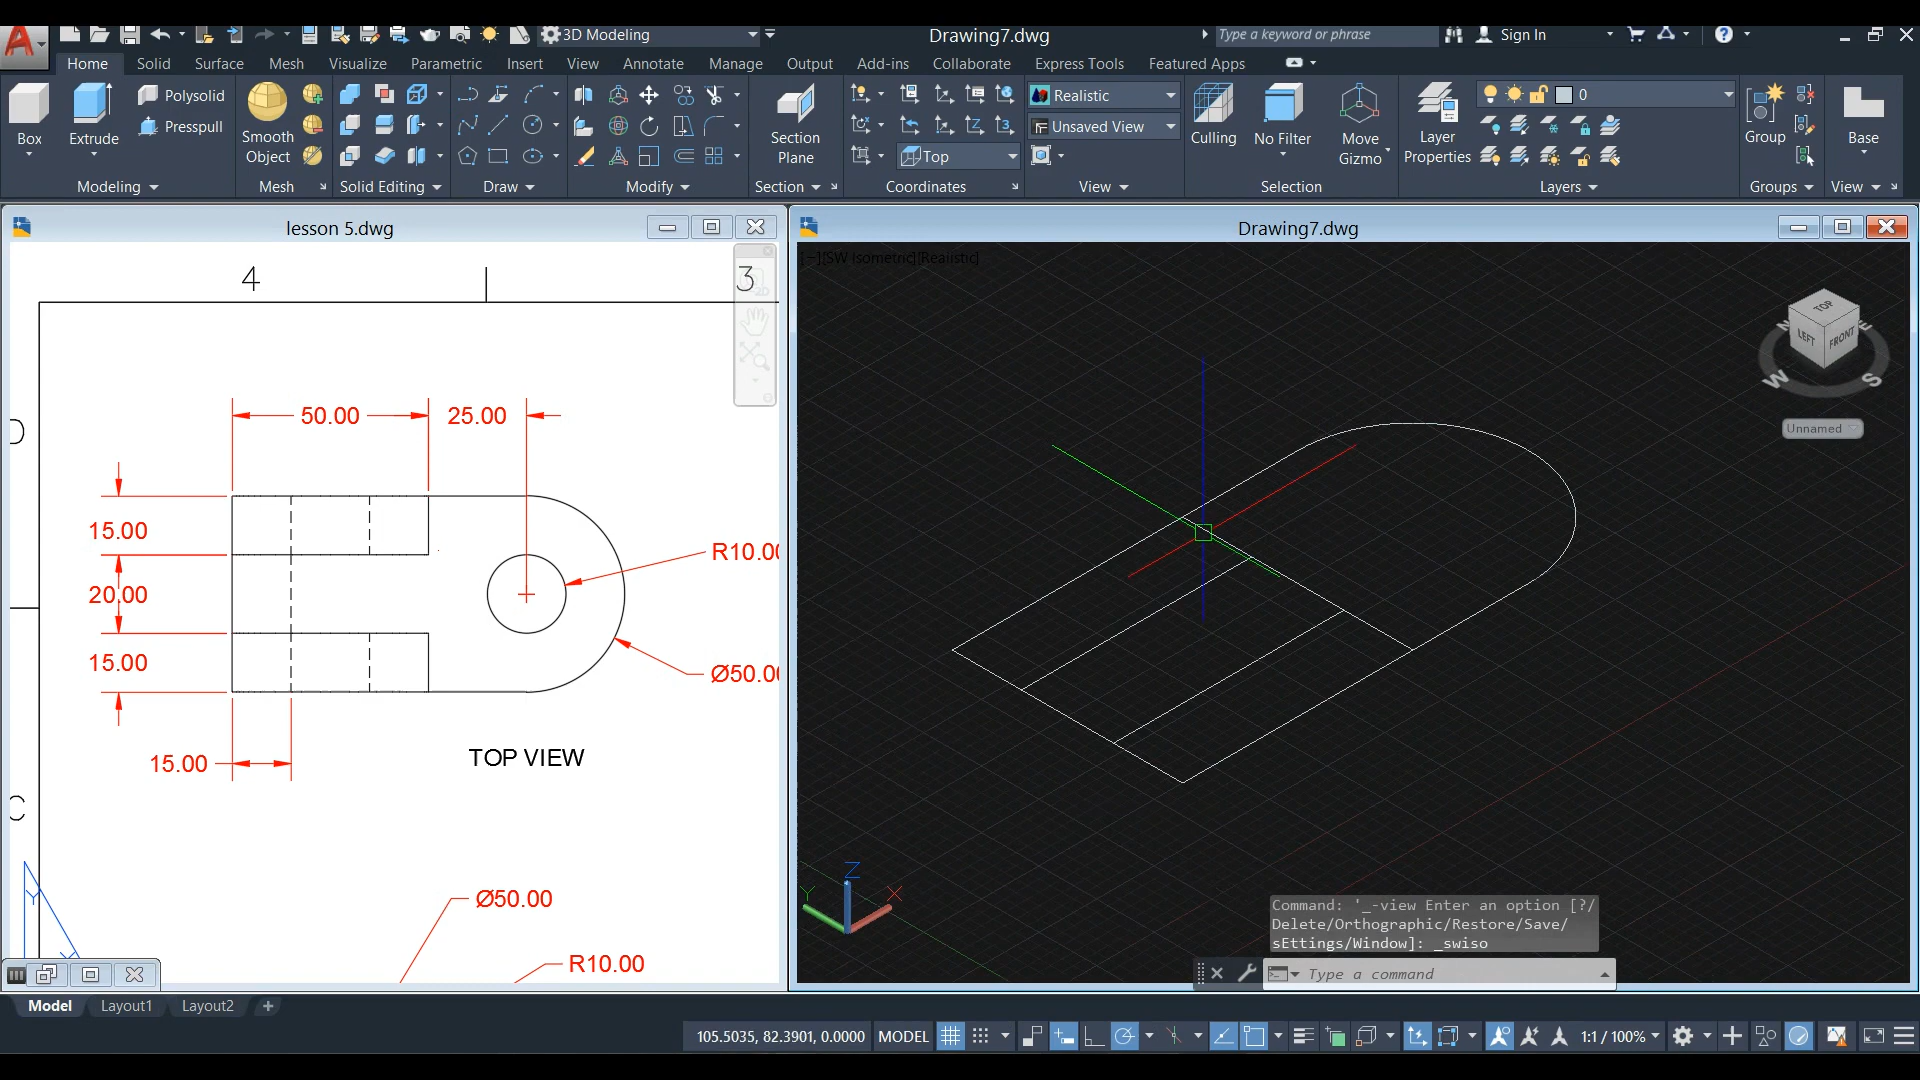 3D Modeling
Drawing7.dwg
Type a keyword or phrase
Sign In
Home Solid Surface Mesh Visualize Parametric Insert View Annotate Manage Output Add-ins Collaborate Express Tools Featured Apps
Box
Extrude
Polysolid
Presspull
Smooth
Object
Section
Plane
Top
Realistic
Unsaved View
Culling
No Filter
Move
Gizmo
Layer
Properties
0
Group
Base
Modeling
Mesh
Solid Editing
Draw
Modify
Section
Coordinates
View
Selection
Layers
Groups
View
lesson 5.dwg
4
3
D
50.00
25.00
15.00
20.00
15.00
15.00
R10.00
Ø50.00
TOP VIEW
C
Y
Ø50.00
R10.00
Drawing7.dwg
[−][SW Isometric][Realistic]
TOP
LEFT
FRONT
N
E
W
S
Unnamed
Z
Y
X
Command: '_-view Enter an option [?/
Delete/Orthographic/Restore/Save/
sEttings/Window]: _swiso
Type a command
Model Layout1 Layout2 +
105.5035, 82.3901, 0.0000 MODEL 1:1 / 100%